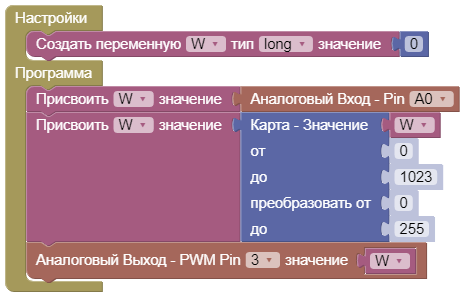 Настройки
Создать переменную W тип long значение 0
Программа
Присвоить W значение Аналоговый Вход - Pin A0
Присвоить W значение Карта - Значение W
от 0
до 1023
преобразовать от 0
до 255
Аналоговый Выход - PWM Pin 3 значение W